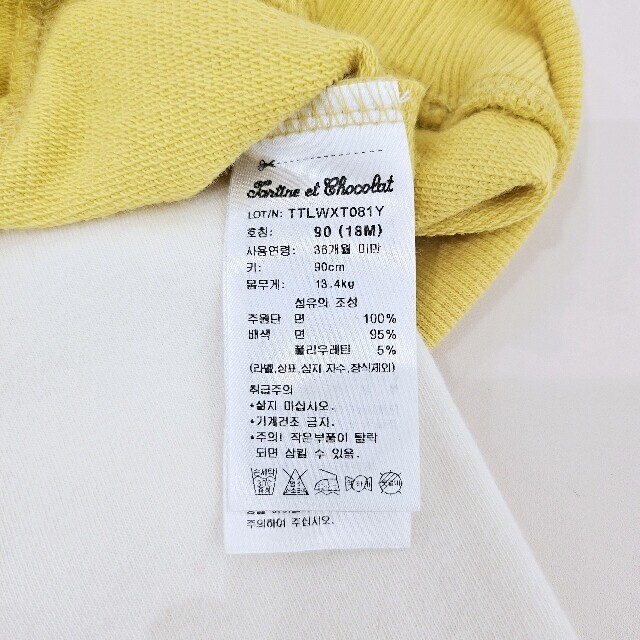 Tartine et Chocolat
LOT/N: TTLWXT081Y
호칭: 90 (18M)
사용연령: 36개월 미만
키: 90cm
몸무게: 13.4kg
섬유의 조성
주원단 면 100%
배색 면 95%
폴리우레탄 5%
(라벨,상표,심지 자수,장식제외)
취급주의
•삶지 마십시오.
•기계건조 금지.
•주의! 작은부품이 탈락
되면 삼킬 수 있음.
손세탁
주의하여 주십시오.